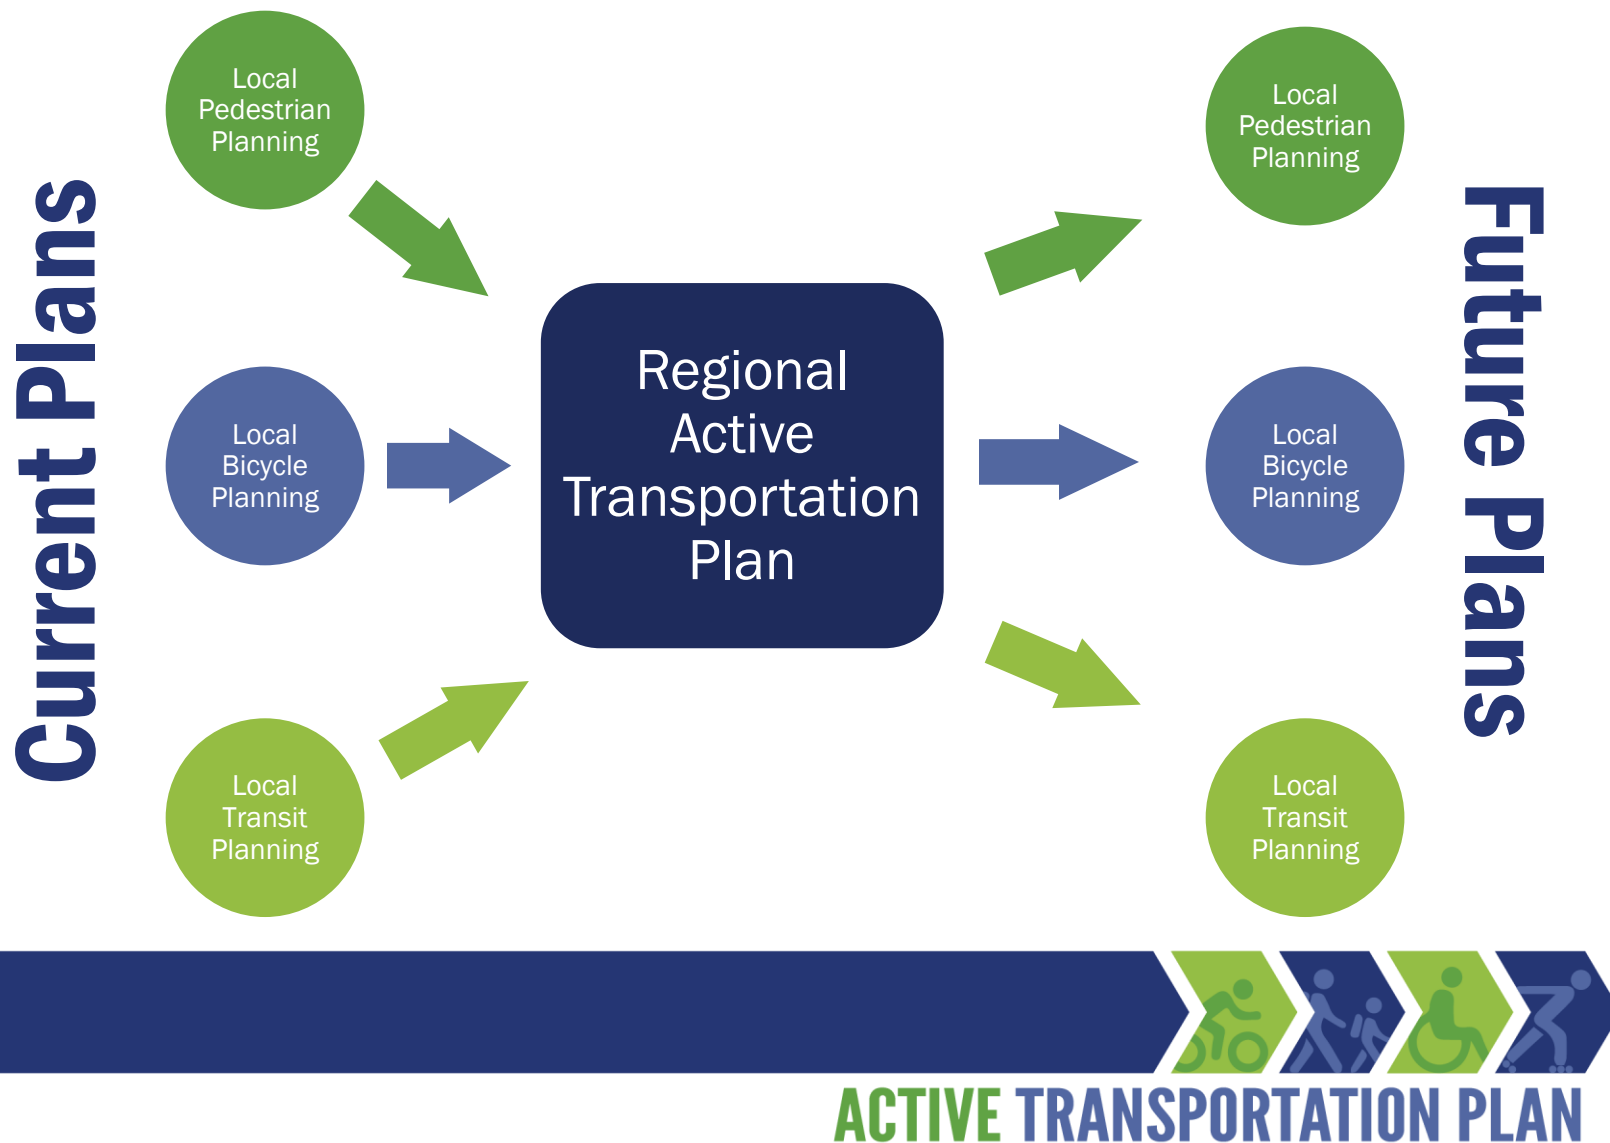 Current Plans
Local
Pedestrian
Planning
Local
Bicycle
Planning
Local
Transit
Planning
Regional
Active
Transportation
Plan
Local
Pedestrian
Planning
Local
Bicycle
Planning
Local
Transit
Planning
Future Plans
ACTIVE TRANSPORTATION PLAN